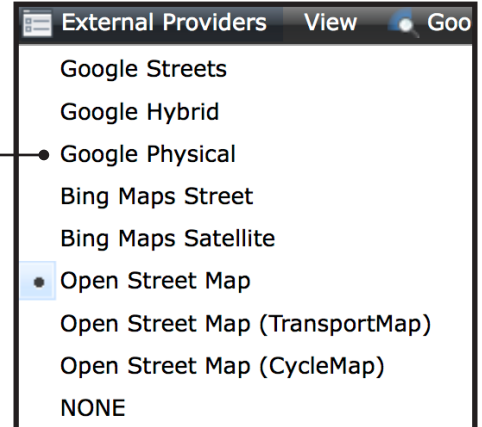 External Providers View Goo
Google Streets
Google Hybrid
Google Physical
Bing Maps Street
Bing Maps Satellite
Open Street Map
Open Street Map (TransportMap)
Open Street Map (CycleMap)
NONE